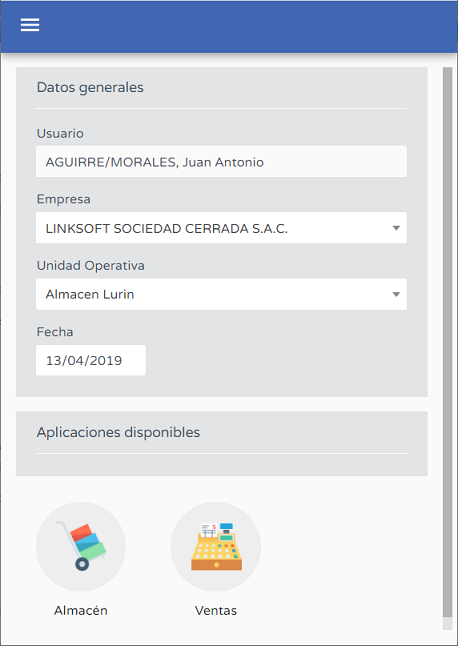 Datos generales
Usuario
AGUIRRE/MORALES, Juan Antonio
Empresa
LINKSOFT SOCIEDAD CERRADA S.A.C.
Unidad Operativa
Almacen Lurin
Fecha
13/04/2019
Aplicaciones disponibles
Almacén
Ventas